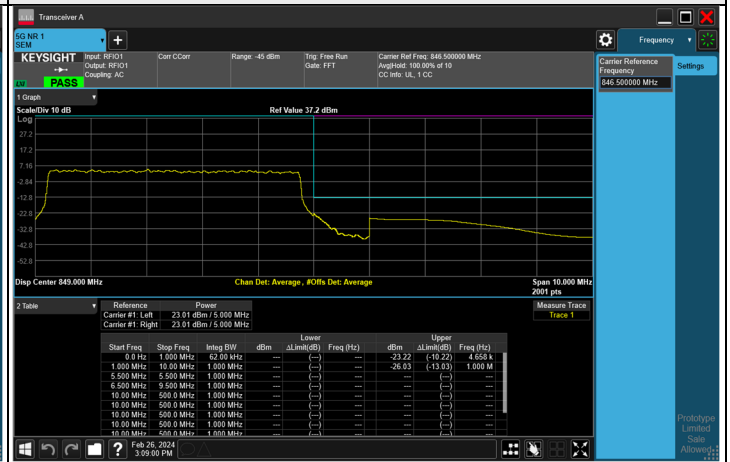 Transceiver A
5G NR 1
SEM
Frequency
KEYSIGHT
Input: RFIO1
Output: RFIO1
Coupling: AC
Corr CCorr
Range: -45 dBm
Trig: Free Run
Gate: FFT
Carrier Ref Freq: 846.500000 MHz
Avg|Hold: 100.00% of 10
CC Info: UL, 1 CC
LXI
PASS
Carrier Reference
Frequency
846.500000 MHz
Settings
1 Graph
Scale/Div 10 dB
Ref Value 37.2 dBm
Log
27.2
17.2
7.16
-2.84
-12.8
-22.8
-32.8
-42.8
-52.8
Disp Center 849.000 MHz
Chan Det: Average , #Offs Det: Average
Span 10.000 MHz
2001 pts
2 Table
Reference Power
Carrier #1: Left 23.01 dBm / 5.000 MHz
Carrier #1: Right 23.01 dBm / 5.000 MHz
Measure Trace
Trace 1
Lower Upper
Start Freq Stop Freq Integ BW dBm ΔLimit(dB) Freq (Hz) dBm ΔLimit(dB) Freq (Hz)
0.0 Hz 1.000 MHz 62.00 kHz --- (---) --- -23.22 (-10.22) 4.658 k
1.000 MHz 10.00 MHz 1.000 MHz --- (---) --- -26.03 (-13.03) 1.000 M
5.500 MHz 5.500 MHz 1.000 MHz --- (---) --- --- (---) ---
6.500 MHz 9.500 MHz 1.000 MHz --- (---) --- --- (---) ---
10.00 MHz 500.0 MHz 1.000 MHz --- (---) --- --- (---) ---
10.00 MHz 500.0 MHz 1.000 MHz --- (---) --- --- (---) ---
10.00 MHz 500.0 MHz 1.000 MHz --- (---) --- --- (---) ---
10.00 MHz 500.0 MHz 1.000 MHz --- (---) --- --- (---) ---
10.00 MHz 500.0 MHz 1.000 MHz --- (---) --- --- (---) ---
Prototype
Limited
Sale
Allowed
?
Feb 26, 2024
3:09:00 PM